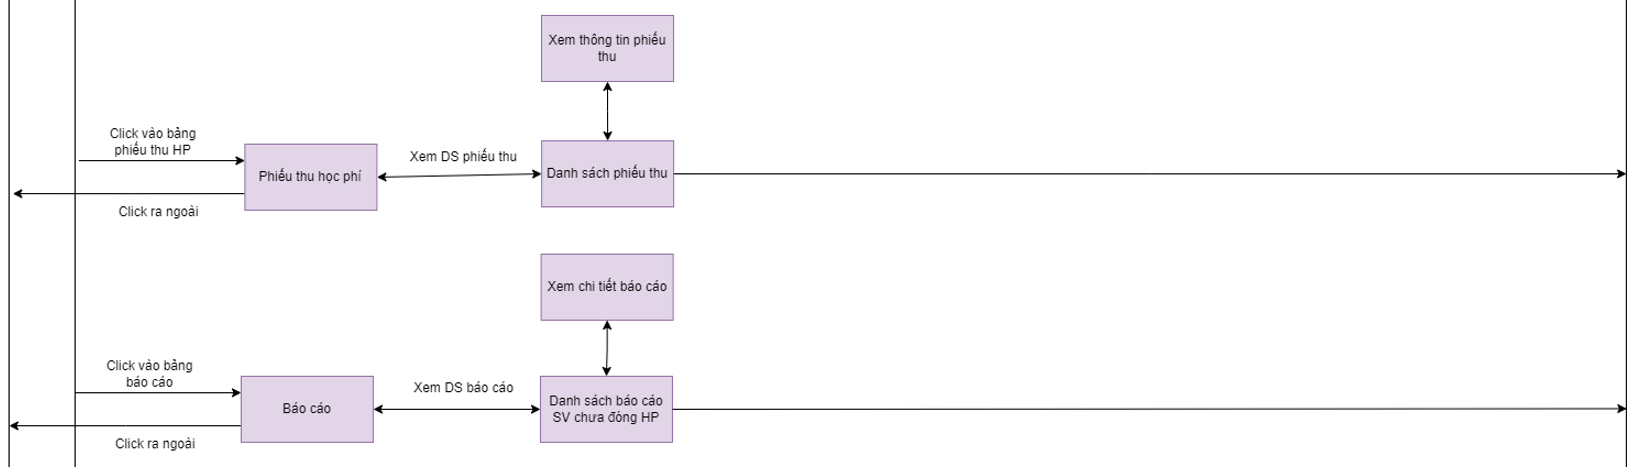 Xem thông tin phiếu
thu
Click vào bảng
phiếu thu HP
Xem DS phiếu thu
Phiếu thu học phí
Danh sách phiếu thu
Click ra ngoài
Xem chi tiết báo cáo
Click vào bảng
báo cáo
Xem DS báo cáo
Báo cáo
Danh sách báo cáo
SV chưa đóng HP
Click ra ngoài